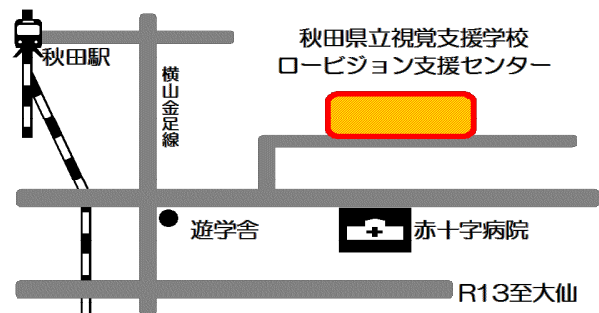 秋田県立視覚支援学校
ロービジョン支援センター
秋田駅
横山金足線
遊学舎
赤十字病院
R13至大仙